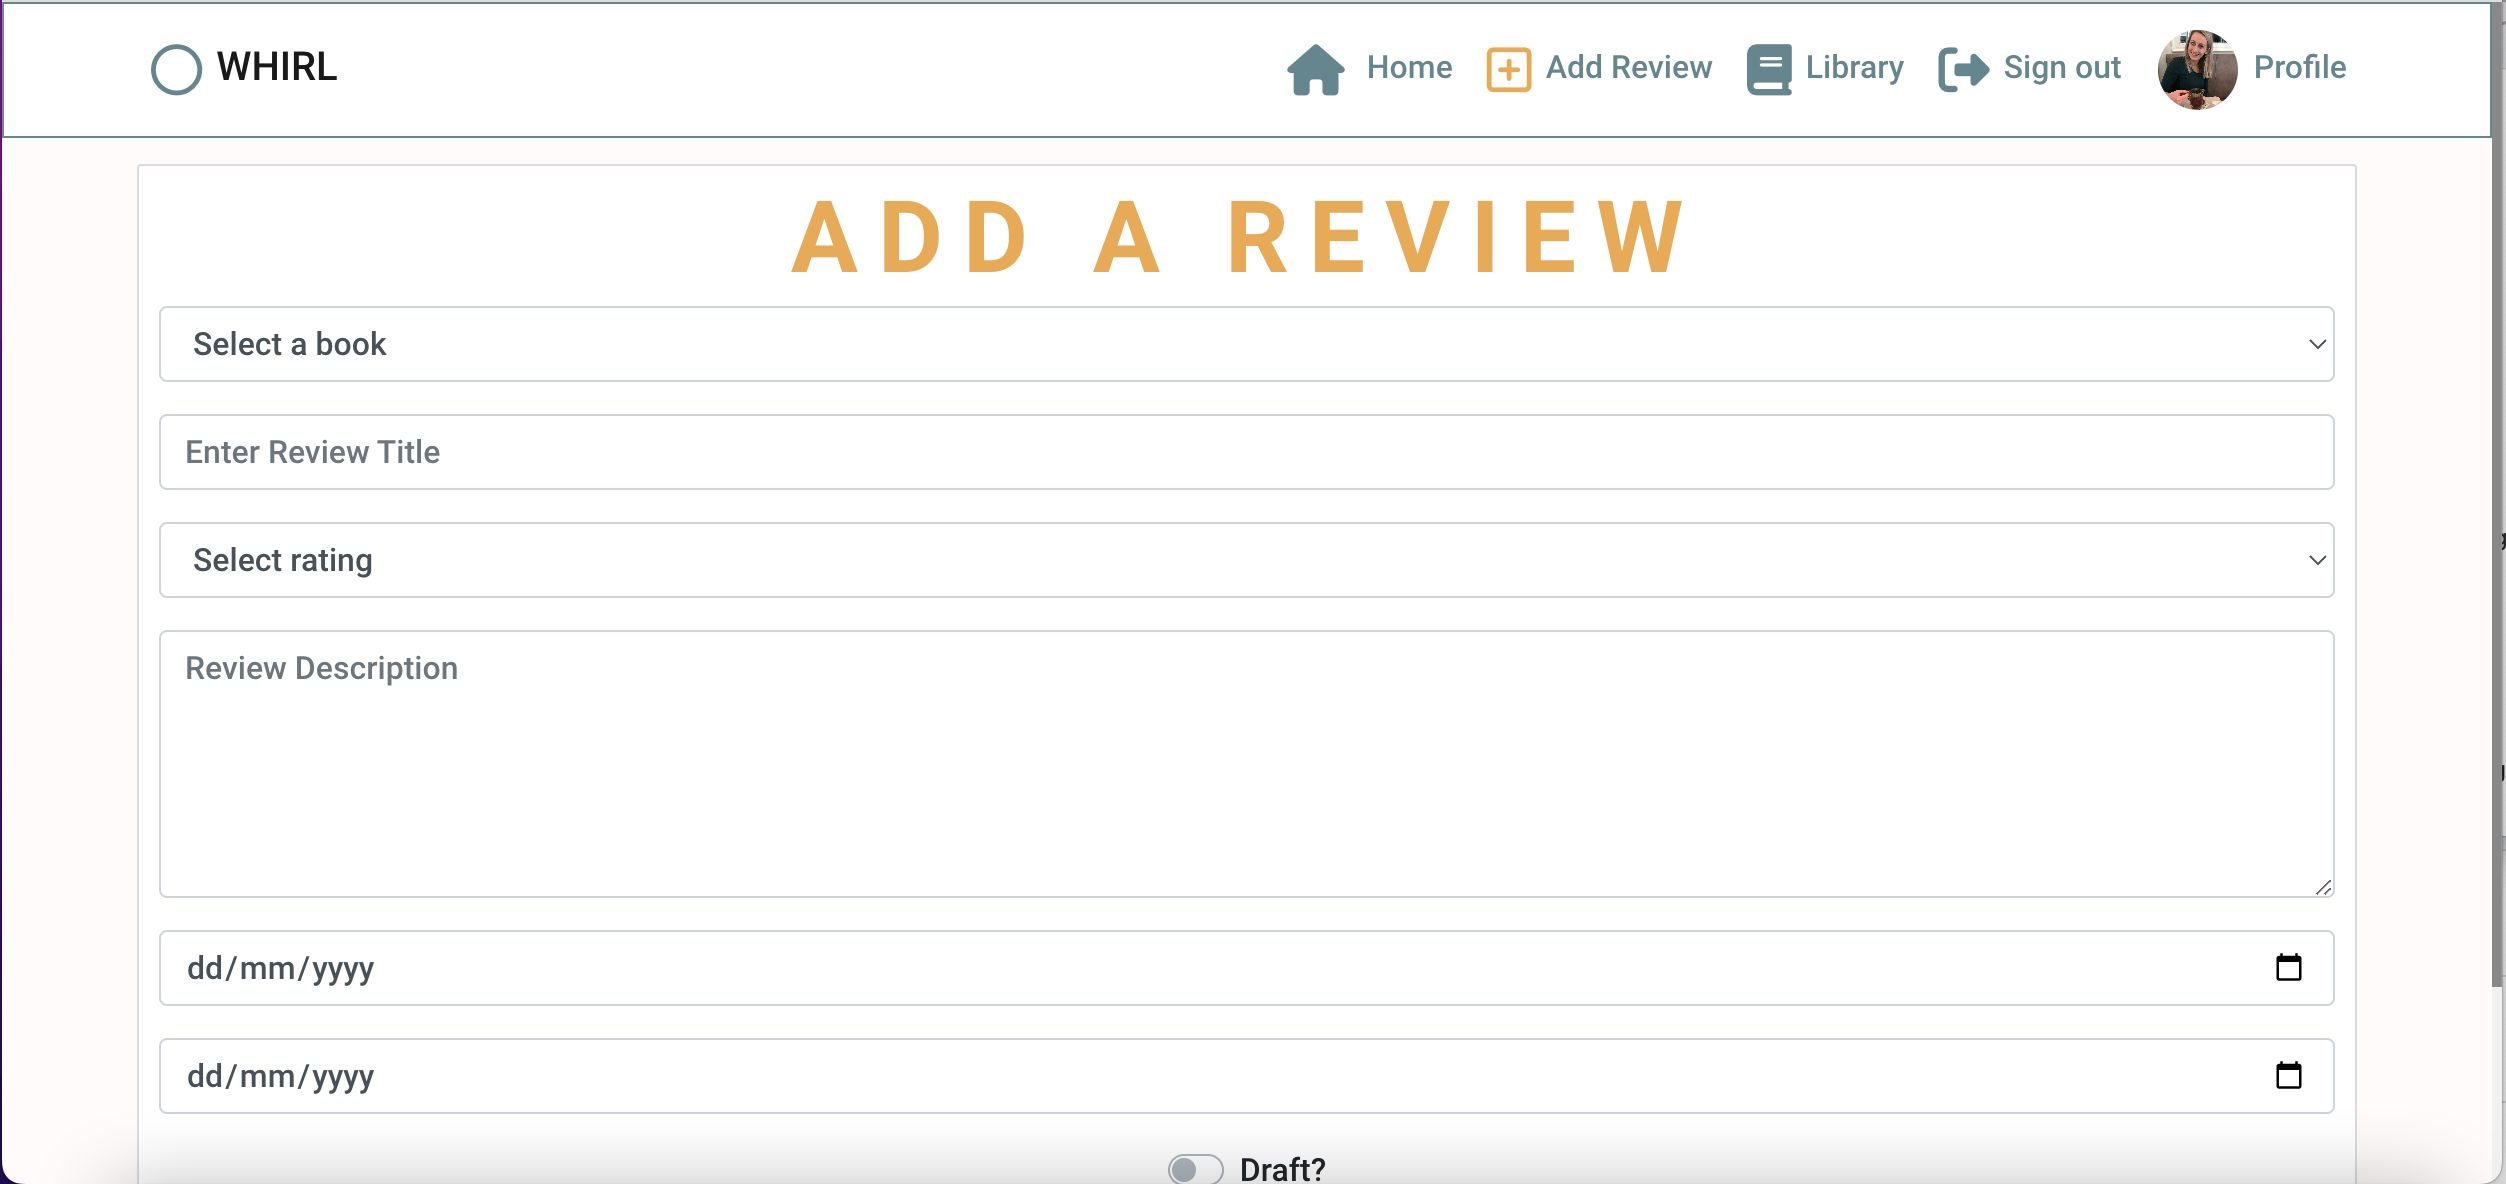 WHIRL
Home
Add Review
Library
Sign out
Profile
ADD A REVIEW
Select a book
Enter Review Title
Select rating
Review Description
dd/mm/yyyy
dd/mm/yyyy
Draft?